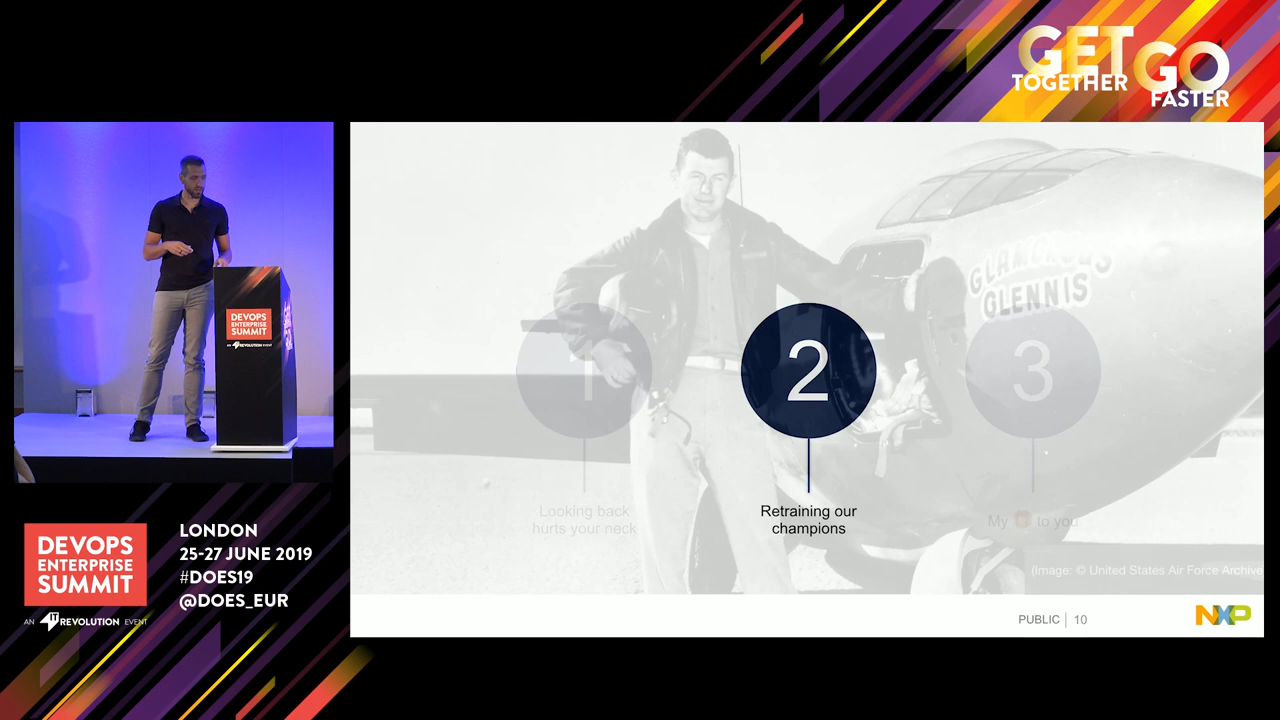 GET GO
TOGETHER
FASTER
DEVOPS
ENTERPRISE
SUMMIT
REVOLUTION
GLAMOROUS
GLENNIS
1
2
3
Looking back
hurts your neck
Retraining our
champions
My 🎁 to you
(Image: © United States Air Force Archive
PUBLIC | 10
NXP
DEVOPS
ENTERPRISE
SUMMIT
AN IT REVOLUTION EVENT
LONDON
25-27 JUNE 2019
#DOES19
@DOES_EUR